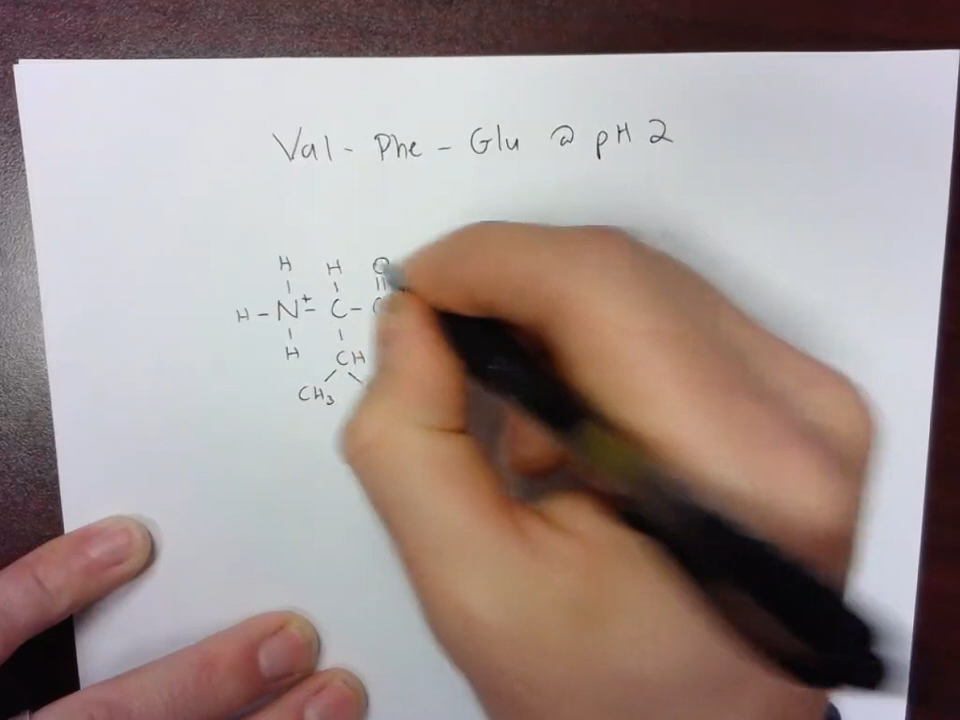 Val - Phe - Glu @ pH 2
H H O
H - N⁺ - C - C
H CH
CH₃